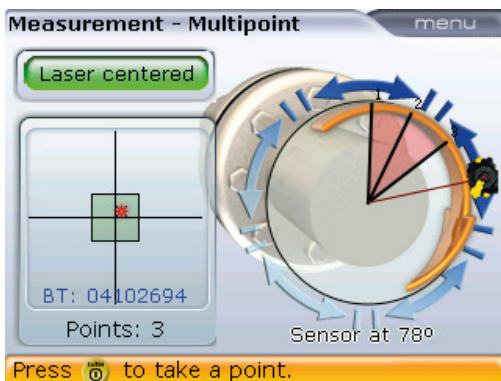 Measurement - Multipoint
menu
Laser centered
1
2
3
BT: 04102694
Points: 3
Sensor at 78º
Press to take a point.